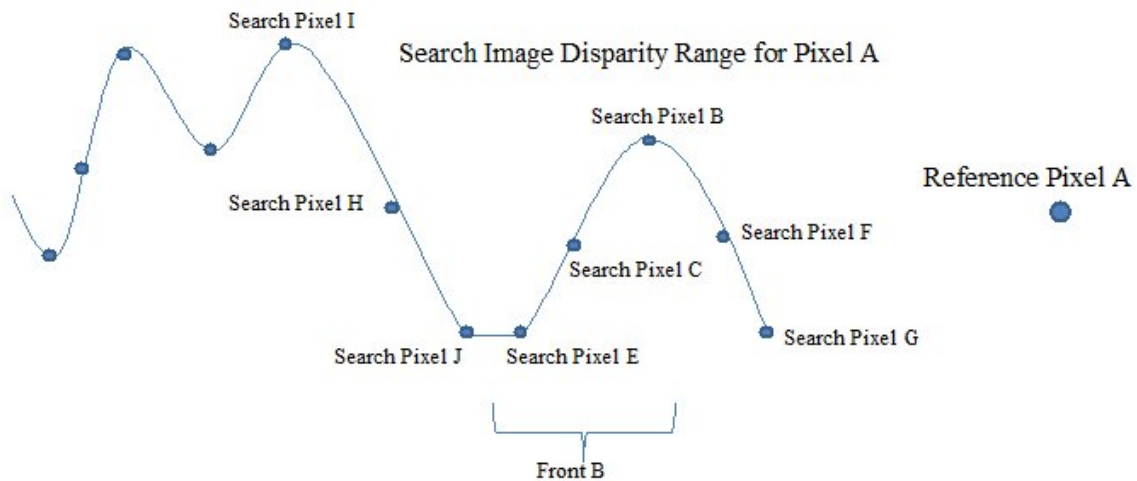 Search Pixel I
Search Image Disparity Range for Pixel A
Search Pixel B
Reference Pixel A
Search Pixel H
Search Pixel F
Search Pixel C
Search Pixel J
Search Pixel E
Search Pixel G
Front B